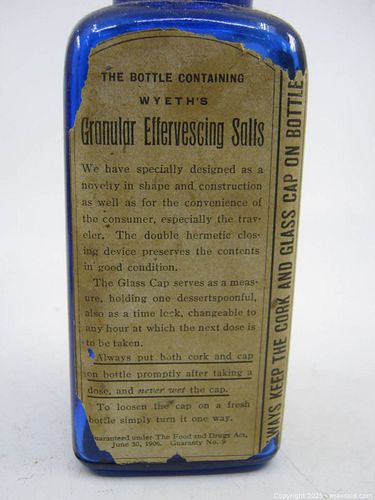 THE BOTTLE CONTAINING
WYETH'S
Granular Effervescing Salts
We have specially designed as a
novelty in shape and construction
as well as for the convenience of
the consumer, especially the trav-
eler. The double hermetic clos-
ing device preserves the contents
in good condition.
The Glass Cap serves as a meas-
ure, holding one dessertspoonful,
also as a time lock, changeable to
any hour at which the next dose is
to be taken.
Always put both cork and cap
on bottle promptly after taking a
dose, and never wet the cap.
To loosen the cap on a fresh
bottle simply turn it one way.
uaranteed under The Food and Drugs Act,
June 30, 1906. Guaranty No. 9
WAYS KEEP THE CORK AND GLASS CAP ON BOTTLE
Copyright 2025 - maxsold.com